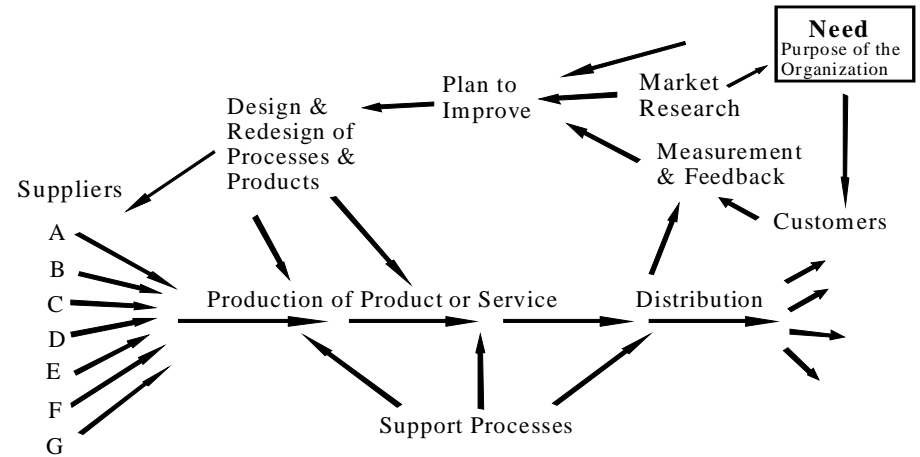 Need
Purpose of the
Organization
Plan to
Improve
Market
Research
Design &
Redesign of
Processes &
Products
Measurement
& Feedback
Suppliers
Customers
A
B
C
D
E
F
G
Production of Product or Service
Distribution
Support Processes